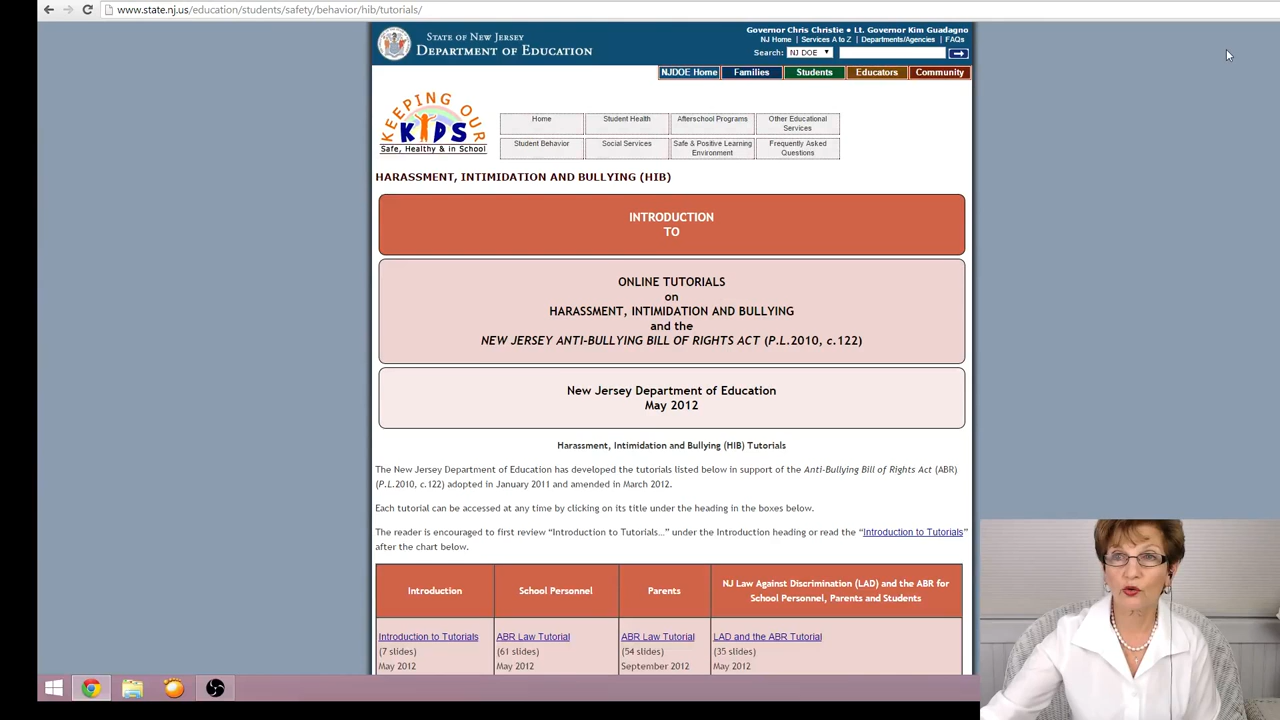 www.state.nj.us/education/students/safety/behavior/hib/tutorials/
STATE OF NEW JERSEY
DEPARTMENT OF EDUCATION
Governor Chris Christie • Lt. Governor Kim Guadagno
NJ Home | Services A to Z | Departments/Agencies | FAQs
Search: NJ DOE
NJDOE Home Families Students Educators Community
KEEPING OUR
KIDS
Safe, Healthy & in School
Home Student Health Afterschool Programs Other Educational
Services
Student Behavior Social Services Safe & Positive Learning Frequently Asked
Environment Questions
HARASSMENT, INTIMIDATION AND BULLYING (HIB)
INTRODUCTION
TO
ONLINE TUTORIALS
on
HARASSMENT, INTIMIDATION AND BULLYING
and the
NEW JERSEY ANTI-BULLYING BILL OF RIGHTS ACT (P.L.2010, c.122)
New Jersey Department of Education
May 2012
Harassment, Intimidation and Bullying (HIB) Tutorials
The New Jersey Department of Education has developed the tutorials listed below in support of the Anti-Bullying Bill of Rights Act (ABR)
(P.L.2010, c.122) adopted in January 2011 and amended in March 2012.
Each tutorial can be accessed at any time by clicking on its title under the heading in the boxes below.
The reader is encouraged to first review “Introduction to Tutorials…” under the Introduction heading or read the “Introduction to Tutorials”
after the chart below.
Introduction School Personnel Parents NJ Law Against Discrimination (LAD) and the ABR for
School Personnel, Parents and Students
Introduction to Tutorials ABR Law Tutorial ABR Law Tutorial LAD and the ABR Tutorial
(7 slides) (61 slides) (54 slides) (35 slides)
May 2012 May 2012 September 2012 May 2012